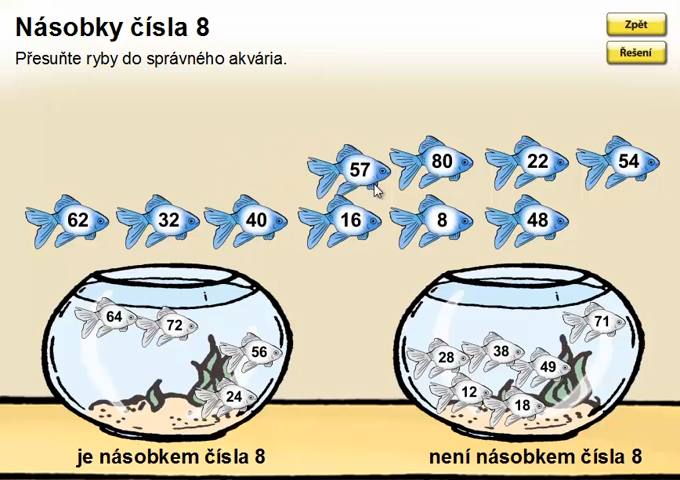 Násobky čísla 8
Zpět
Přesuňte ryby do správného akvária.
Řešení
57 80 22 54
62 32 40 16 8 48
64 72 56 24
71 28 38 49 12 18
je násobkem čísla 8
není násobkem čísla 8